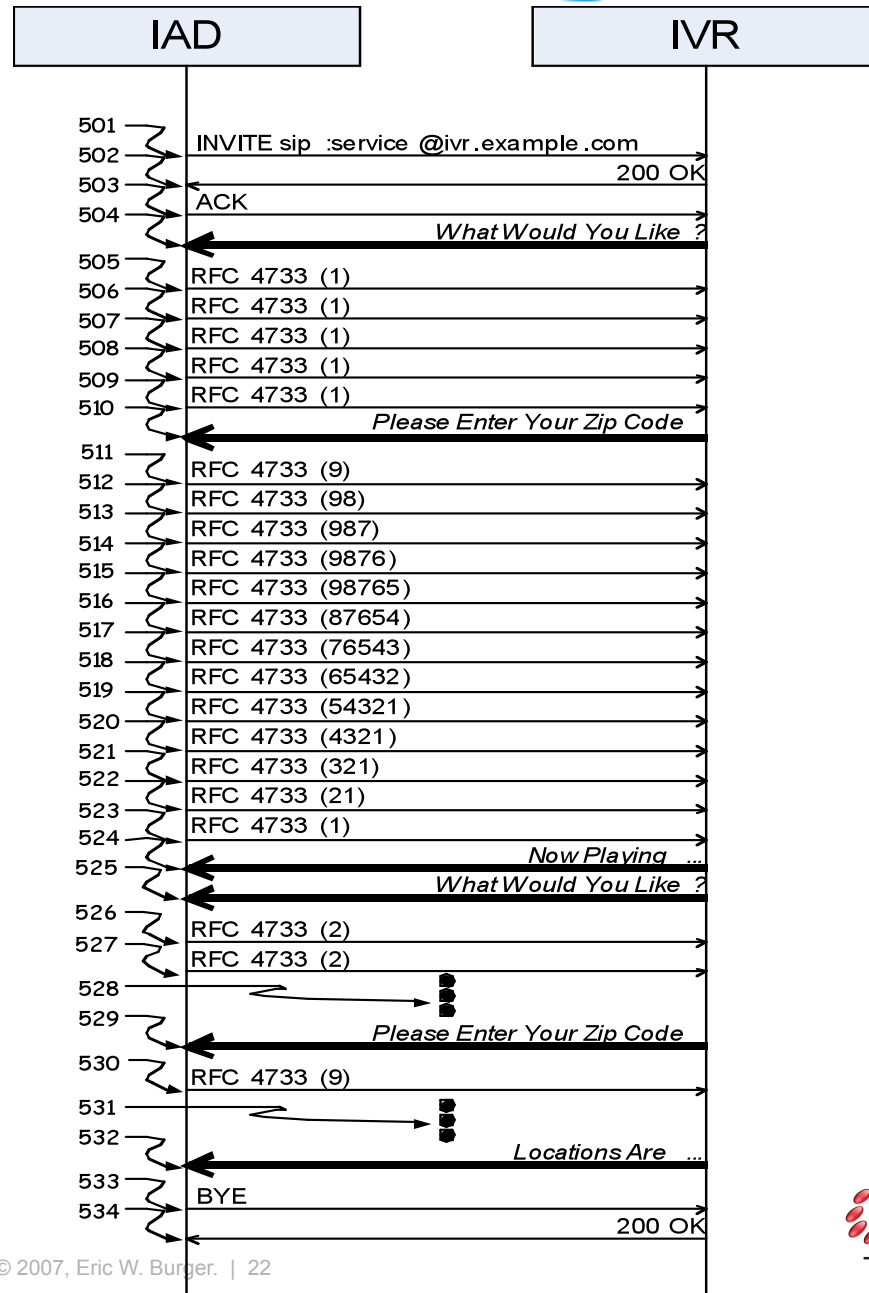 IAD IVR
501
INVITE sip :service @ivr.example.com
502
200 OK
503
ACK
504
What Would You Like ?
505
RFC 4733 (1)
506
RFC 4733 (1)
507
RFC 4733 (1)
508
RFC 4733 (1)
509
RFC 4733 (1)
510
Please Enter Your Zip Code
511
RFC 4733 (9)
512
RFC 4733 (98)
513
RFC 4733 (987)
514
RFC 4733 (9876)
515
RFC 4733 (98765)
516
RFC 4733 (87654)
517
RFC 4733 (76543)
518
RFC 4733 (65432)
519
RFC 4733 (54321)
520
RFC 4733 (4321)
521
RFC 4733 (321)
522
RFC 4733 (21)
523
RFC 4733 (1)
524
Now Playing ...
525
What Would You Like ?
526
RFC 4733 (2)
527
RFC 4733 (2)
528
529
Please Enter Your Zip Code
530
RFC 4733 (9)
531
532
Locations Are ...
533
BYE
534
200 OK
© 2007, Eric W. Burger. | 22